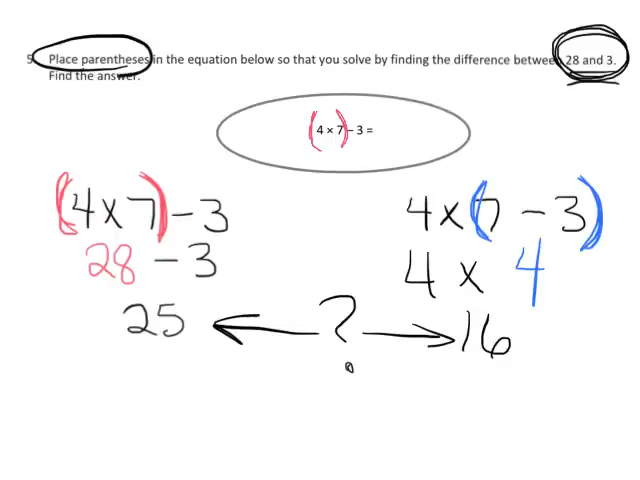 5. Place parentheses in the equation below so that you solve by finding the difference between 28 and 3.
Find the answer.
(4 × 7) – 3 =
(4 x 7) – 3
28 – 3
25
?
4 x (7 – 3)
4 x 4
16